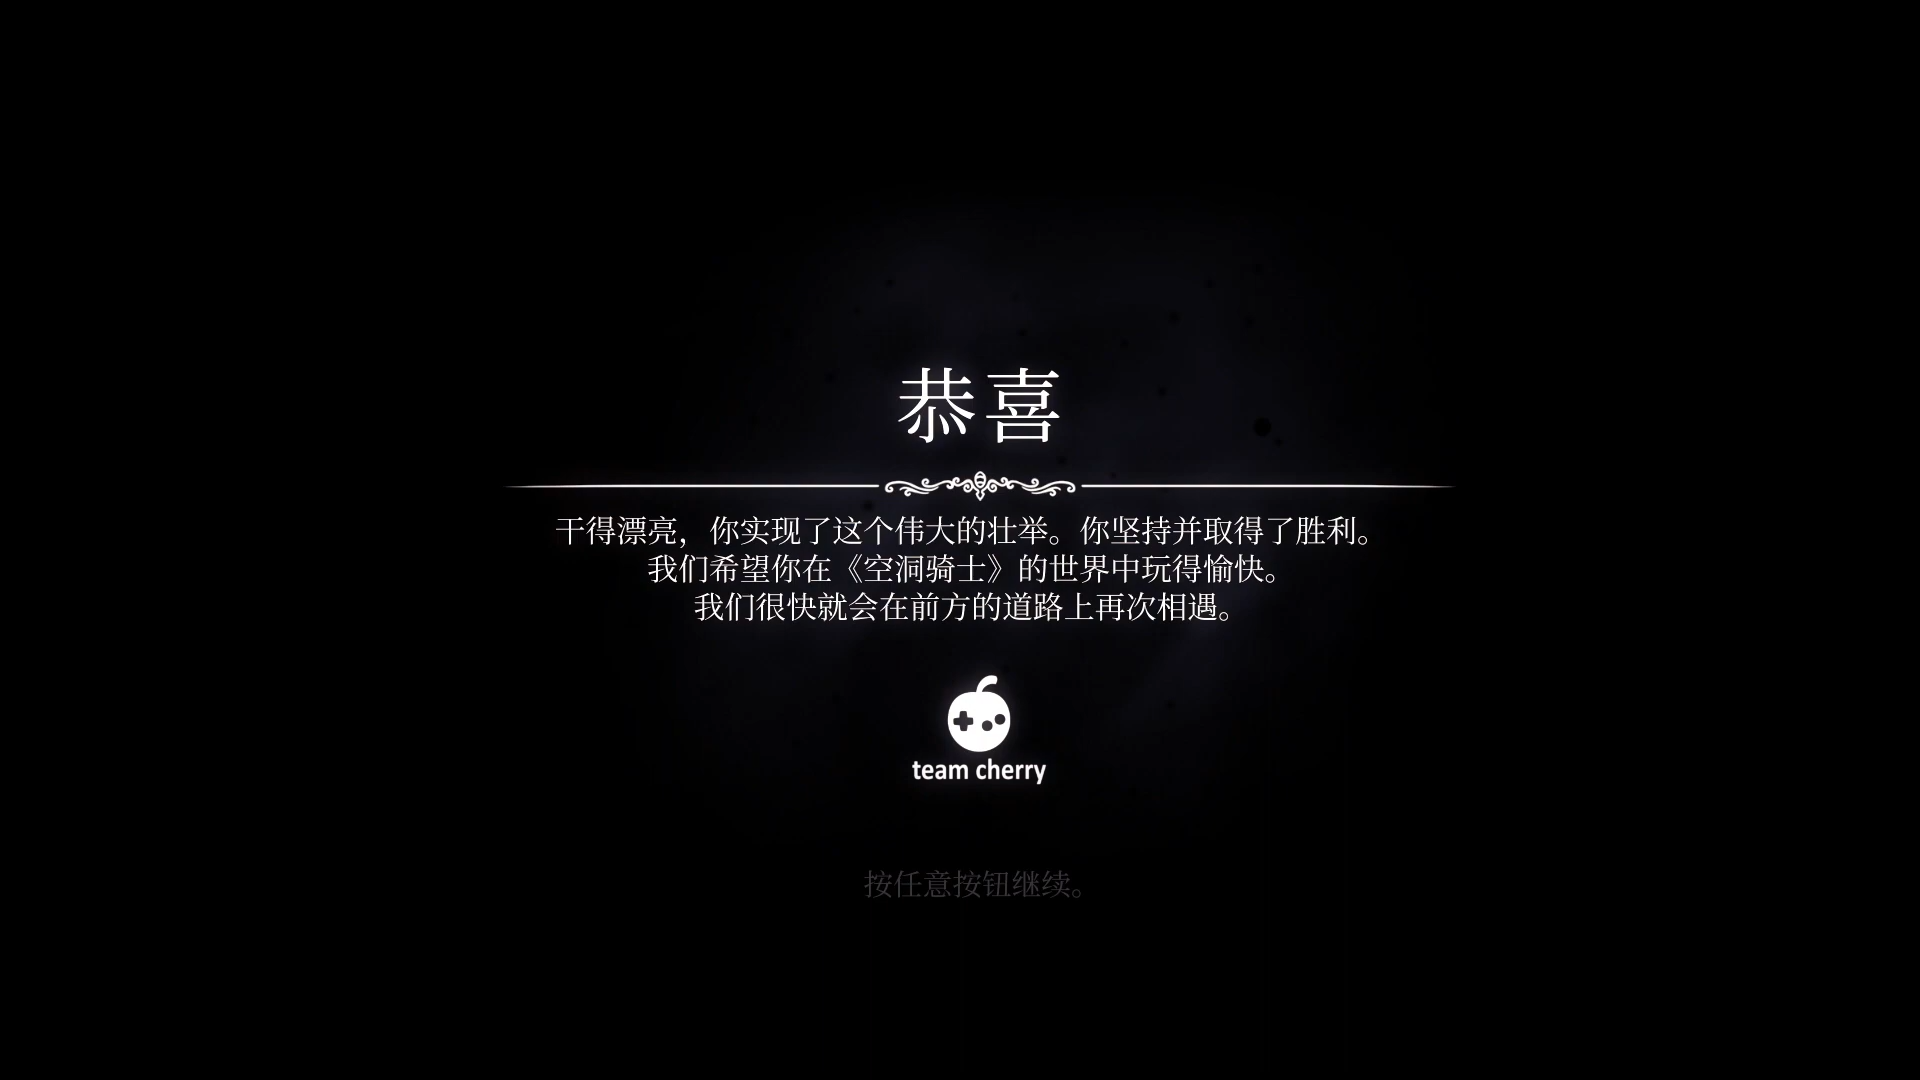 恭喜
干得漂亮，你实现了这个伟大的壮举。你坚持并取得了胜利。
我们希望你在《空洞骑士》的世界中玩得愉快。
我们很快就会在前方的道路上再次相遇。
team cherry
按任意按钮继续。